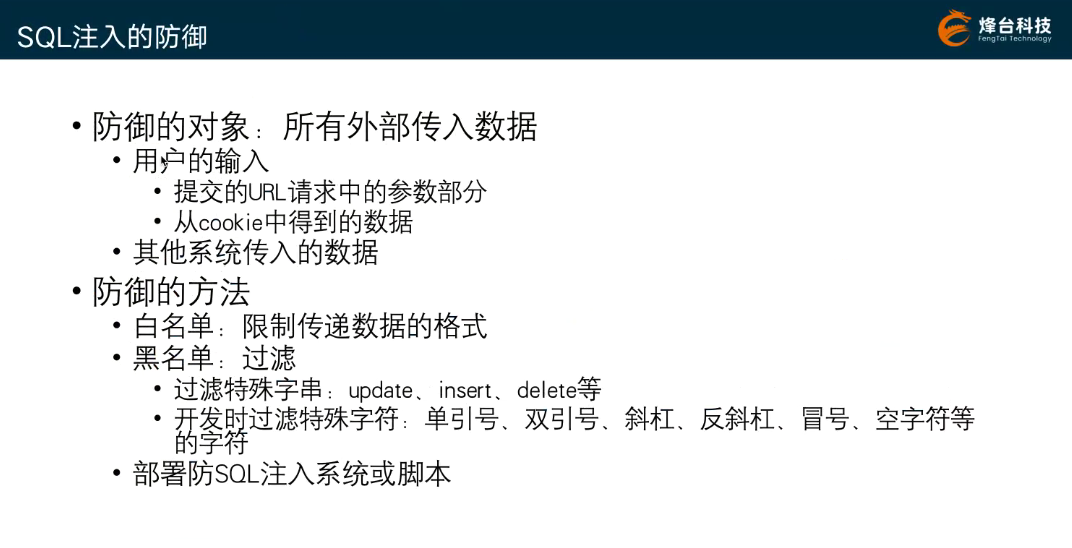 SQL注入的防御
烽台科技
FengTai Technology
• 防御的对象：所有外部传入数据
• 用户的输入
• 提交的URL请求中的参数部分
• 从cookie中得到的数据
• 其他系统传入的数据
• 防御的方法
• 白名单：限制传递数据的格式
• 黑名单：过滤
• 过滤特殊字串：update、insert、delete等
• 开发时过滤特殊字符：单引号、双引号、斜杠、反斜杠、冒号、空字符等
的字符
• 部署防SQL注入系统或脚本